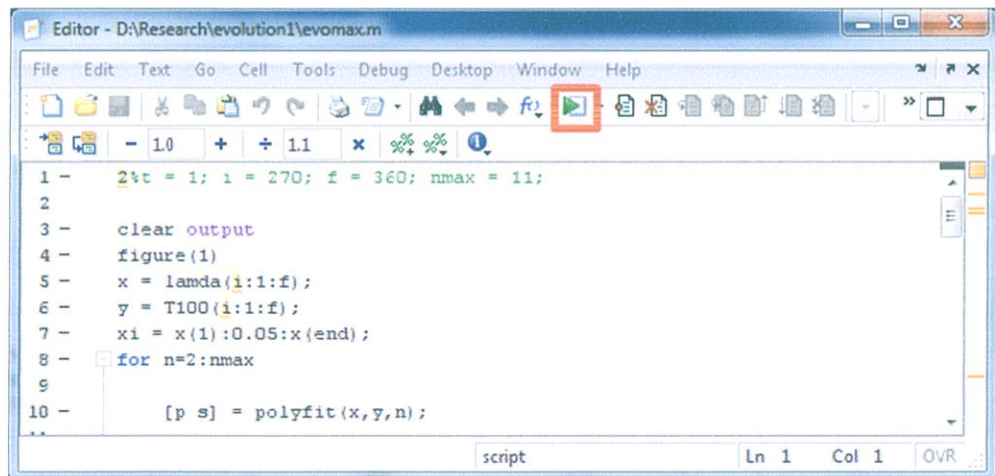 Editor - D:\Research\evolution1\evomax.m
File Edit Text Go Cell Tools Debug Desktop Window Help
- 1.0 + ÷ 1.1 ×
1 - 2%t = 1; i = 270; f = 360; nmax = 11;
2
3 - clear output
4 - figure(1)
5 - x = lamda(i:1:f);
6 - y = T100(i:1:f);
7 - xi = x(1):0.05:x(end);
8 - for n=2:nmax
9
10 - [p s] = polyfit(x,y,n);
script Ln 1 Col 1 OVR